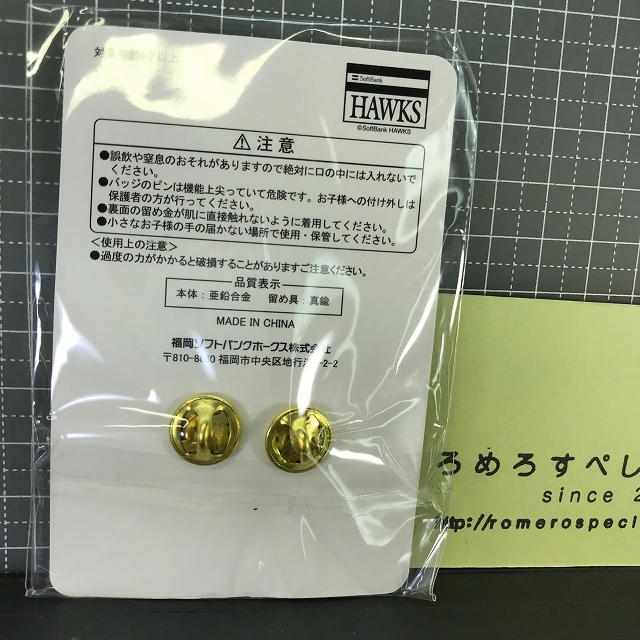 SoftBank
HAWKS
©SoftBank HAWKS
注意
●誤飲や窒息のおそれがありますので絶対に口の中には入れないで
ください。
●バッジのピンは機能上尖っていて危険です。お子様への付け外しは
保護者の方が行ってください。
●裏面の留め金が肌に直接触れないように着用してください。
●小さなお子様の手の届かない場所で使用・保管してください。
<使用上の注意>
●過度の力がかかると破損することがありますご注意ください。
品質表示
本体:亜鉛合金 留め具:真鍮
MADE IN CHINA
福岡ソフトバンクホークス株式会社
福岡市中央区地行浜
ろめろすぺし
since 2
http://romerospeci